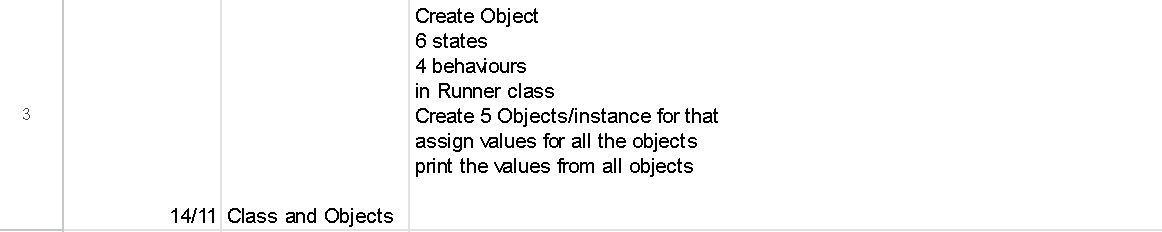 Create Object
6 states
4 behaviours
in Runner class
3
Create 5 Objects/instance for that
assign values for all the objects
print the values from all objects
14/11 Class and Objects